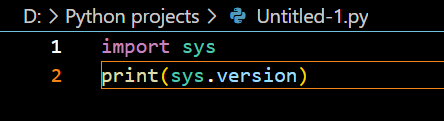 D: > Python projects > Untitled-1.py
1 import sys
2 print(sys.version)